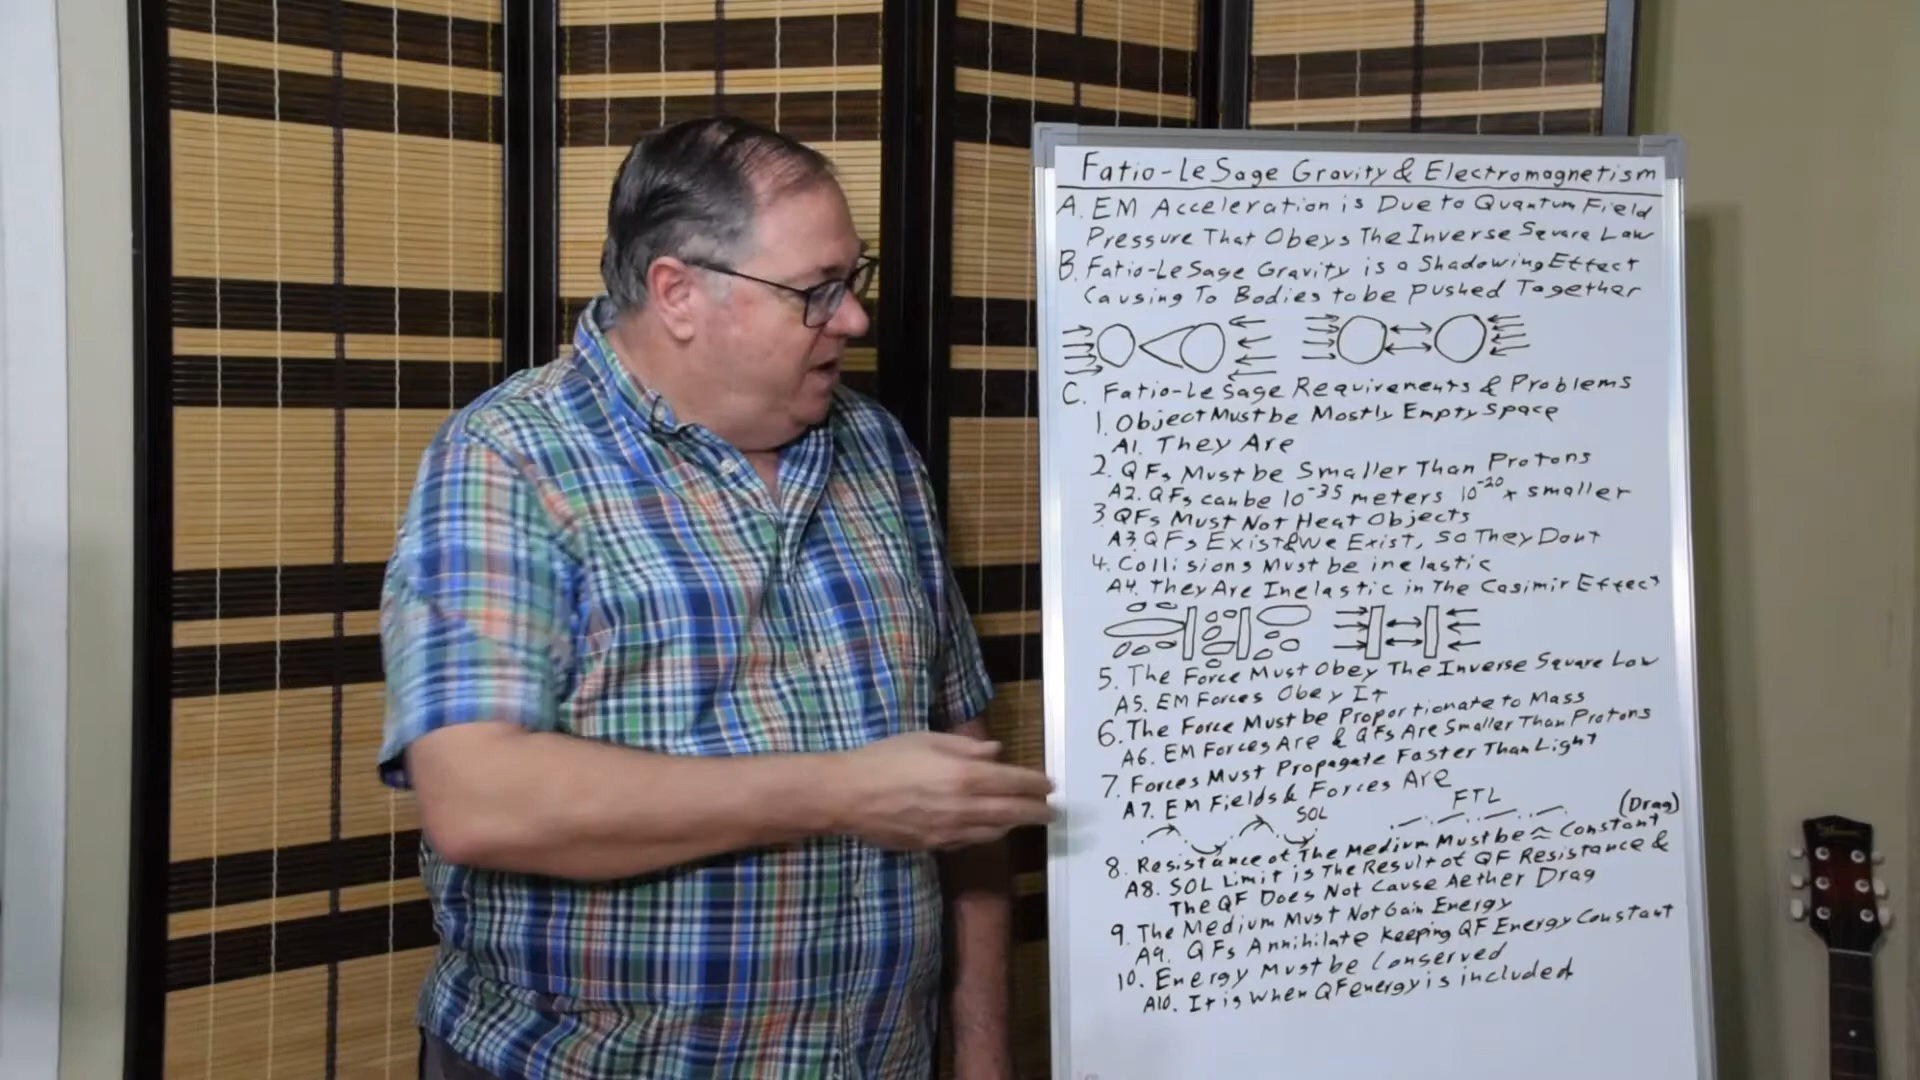 Fatio-LeSage Gravity & Electromagnetism
A. EM Acceleration is Due to Quantum Field
Pressure That Obeys The Inverse Square Law
B. Fatio-LeSage Gravity is a Shadowing Effect
Causing To Bodies to be pushed Together
C. Fatio-LeSage Requirements & Problems
1. Object Must be Mostly Empty Space
A1. They Are
2. QFs Must be Smaller Than Protons
A2. QFs can be 10⁻³⁵ meters 10⁻²⁰ x smaller
3 QFs Must Not Heat Objects
A3. QFs Exist & We Exist, So They Dont
4. Collisions Must be inelastic
A4. They Are Inelastic in The Casimir Effect
5. The Force Must Obey The Inverse Square Law
A5. EM Forces Obey It
6. The Force Must be Proportionate to Mass
A6. EM Forces Are & QFs Are Smaller Than Protons
7. Forces Must Propagate Faster Than Light
A7. EM Fields & Forces Are
SOL FTL (Drag)
8. Resistance of The Medium Must be ≈ Constant
A8. SOL Limit is The Result of QF Resistance &
The QF Does Not Cause Aether Drag
9. The Medium Must Not Gain Energy
A9. QFs Annihilate Keeping QF Energy Constant
10. Energy Must be Conserved
A10. It is when QF energy is included